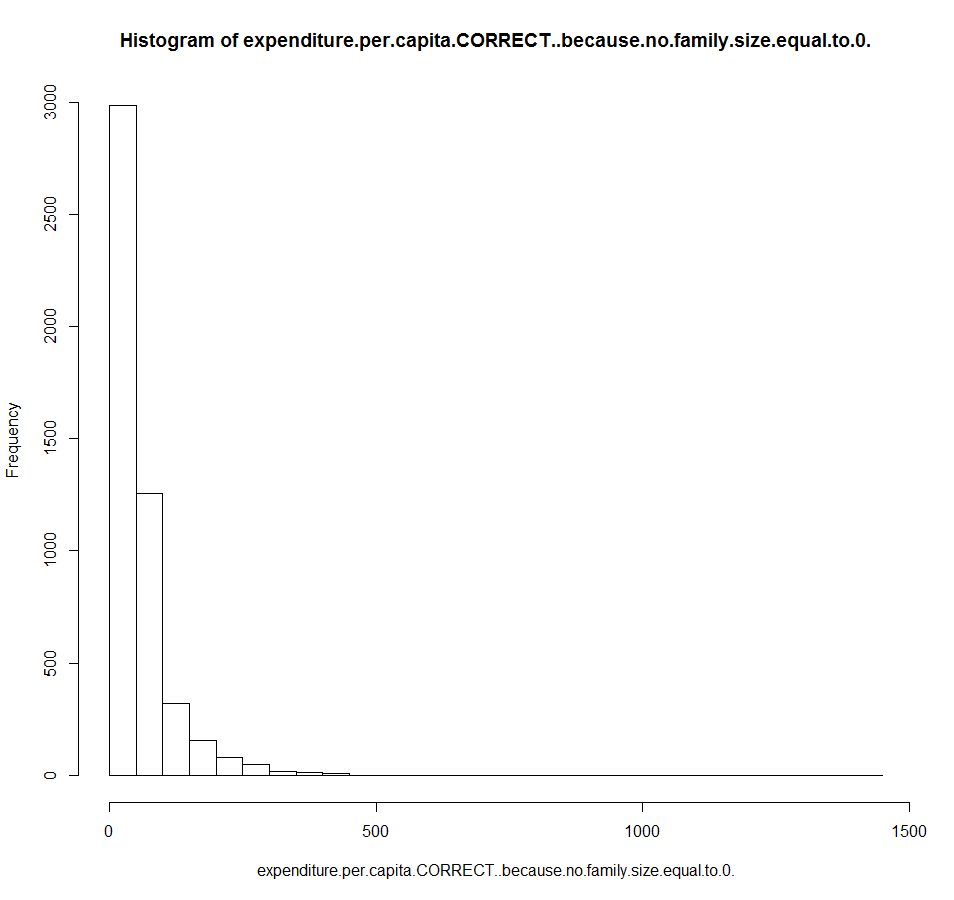 Histogram of expenditure.per.capita.CORRECT..because.no.family.size.equal.to.0.
3000
2500
2000
1500
1000
500
0
Frequency
0 500 1000 1500
expenditure.per.capita.CORRECT..because.no.family.size.equal.to.0.